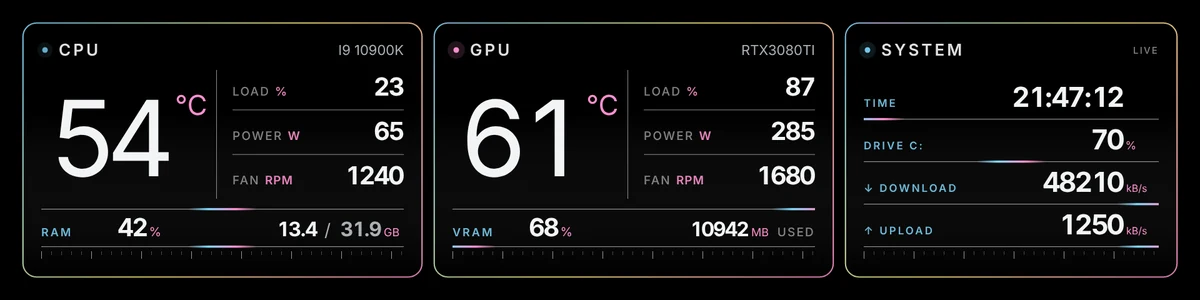 CPU I9 10900K
54 °C
LOAD % 23
POWER W 65
FAN RPM 1240
RAM 42% 13.4 / 31.9GB
GPU RTX3080TI
61 °C
LOAD % 87
POWER W 285
FAN RPM 1680
VRAM 68% 10942 MB USED
SYSTEM LIVE
TIME 21:47:12
DRIVE C: 70%
↓ DOWNLOAD 48210 kB/s
↑ UPLOAD 1250 kB/s